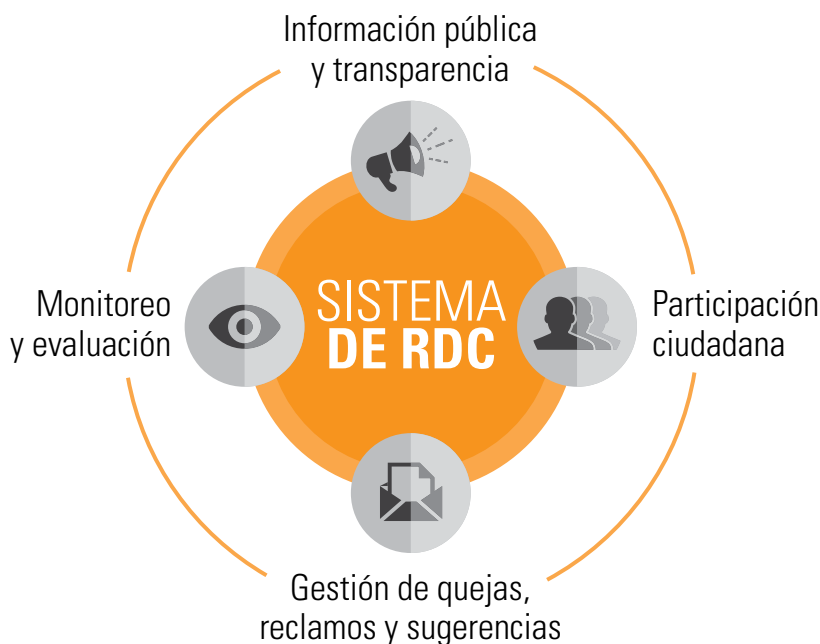 Información pública
y transparencia
Monitoreo
y evaluación
SISTEMA
DE RDC
Participación
ciudadana
Gestión de quejas,
reclamos y sugerencias